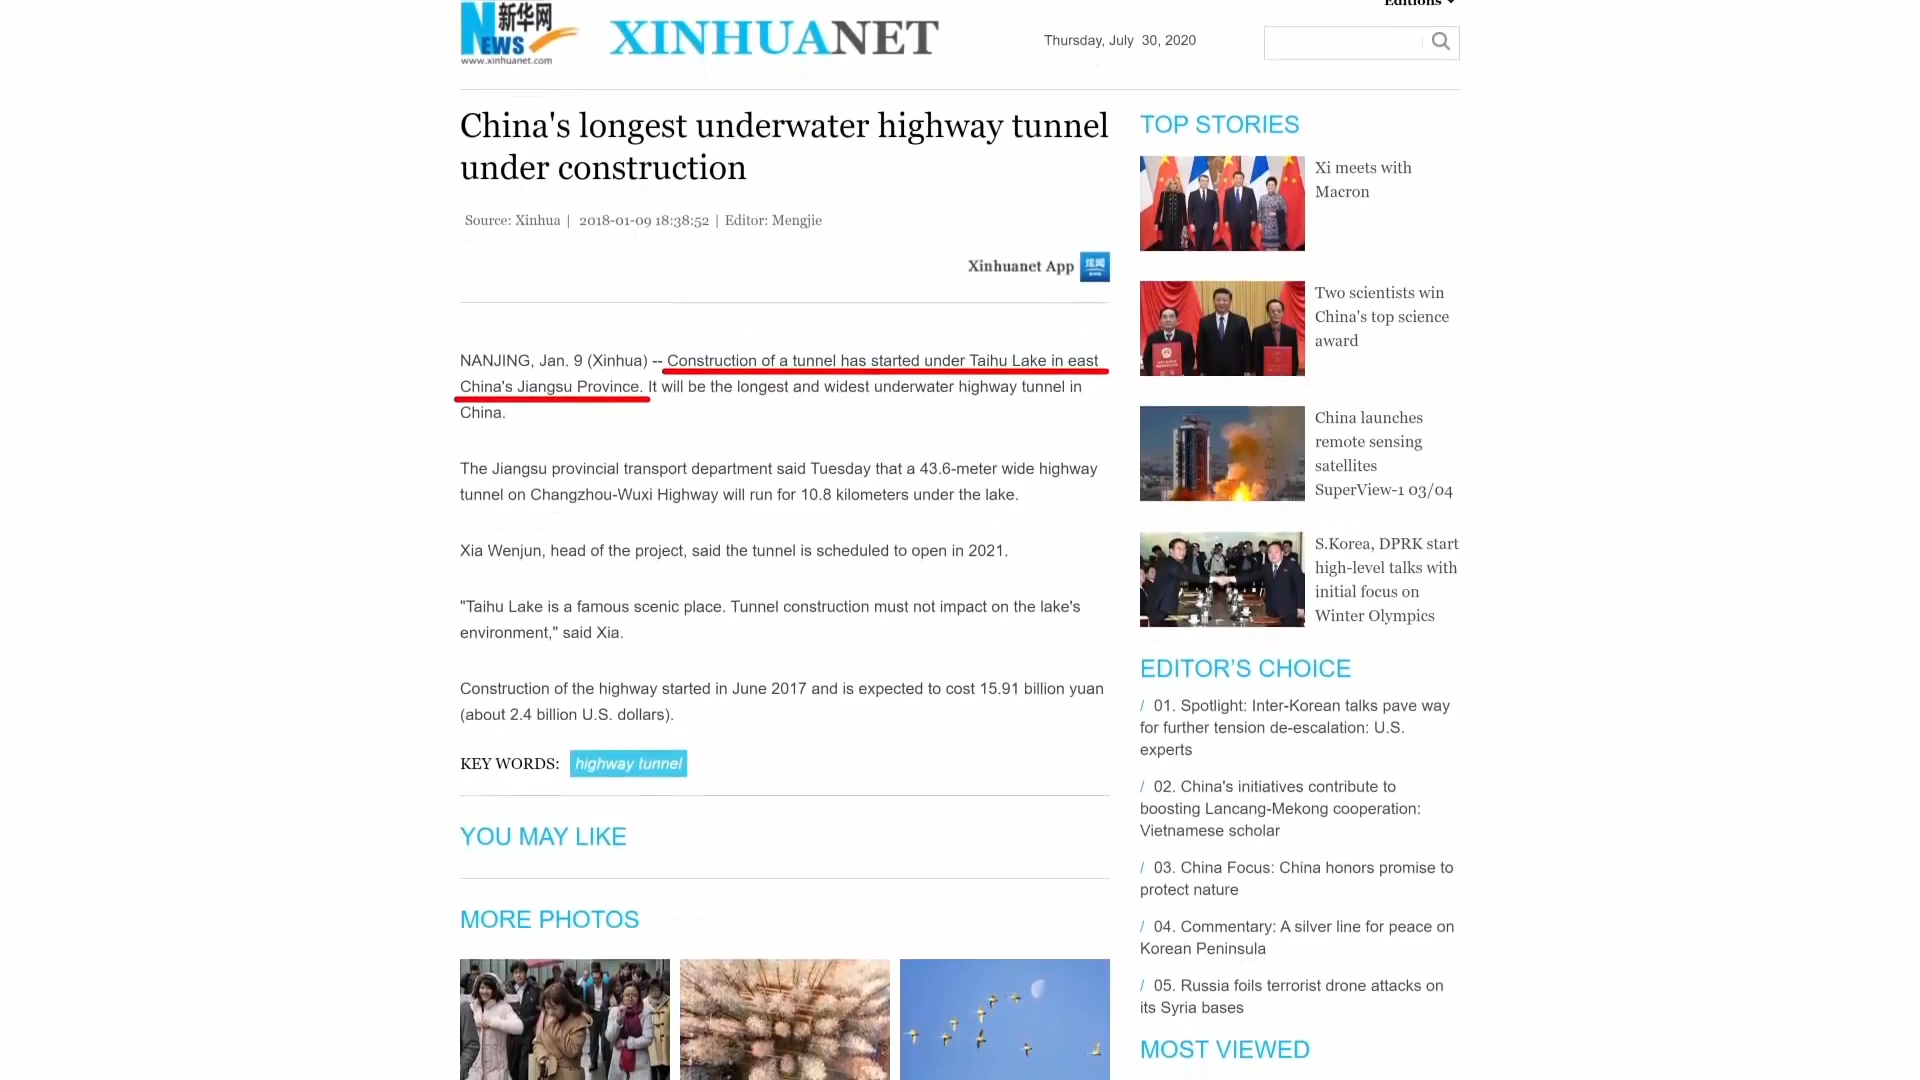 Editions
新华网
NEWS
www.xinhuanet.com
XINHUANET
Thursday, July 30, 2020
China's longest underwater highway tunnel
under construction
Source: Xinhua | 2018-01-09 18:38:52 | Editor: Mengjie
Xinhuanet App
炫闻
NANJING, Jan. 9 (Xinhua) -- Construction of a tunnel has started under Taihu Lake in east
China's Jiangsu Province. It will be the longest and widest underwater highway tunnel in
China.
The Jiangsu provincial transport department said Tuesday that a 43.6-meter wide highway
tunnel on Changzhou-Wuxi Highway will run for 10.8 kilometers under the lake.
Xia Wenjun, head of the project, said the tunnel is scheduled to open in 2021.
"Taihu Lake is a famous scenic place. Tunnel construction must not impact on the lake's
environment," said Xia.
Construction of the highway started in June 2017 and is expected to cost 15.91 billion yuan
(about 2.4 billion U.S. dollars).
KEY WORDS: highway tunnel
YOU MAY LIKE
MORE PHOTOS
TOP STORIES
Xi meets with
Macron
Two scientists win
China's top science
award
China launches
remote sensing
satellites
SuperView-1 03/04
S.Korea, DPRK start
high-level talks with
initial focus on
Winter Olympics
EDITOR'S CHOICE
/ 01. Spotlight: Inter-Korean talks pave way
for further tension de-escalation: U.S.
experts
/ 02. China's initiatives contribute to
boosting Lancang-Mekong cooperation:
Vietnamese scholar
/ 03. China Focus: China honors promise to
protect nature
/ 04. Commentary: A silver line for peace on
Korean Peninsula
/ 05. Russia foils terrorist drone attacks on
its Syria bases
MOST VIEWED